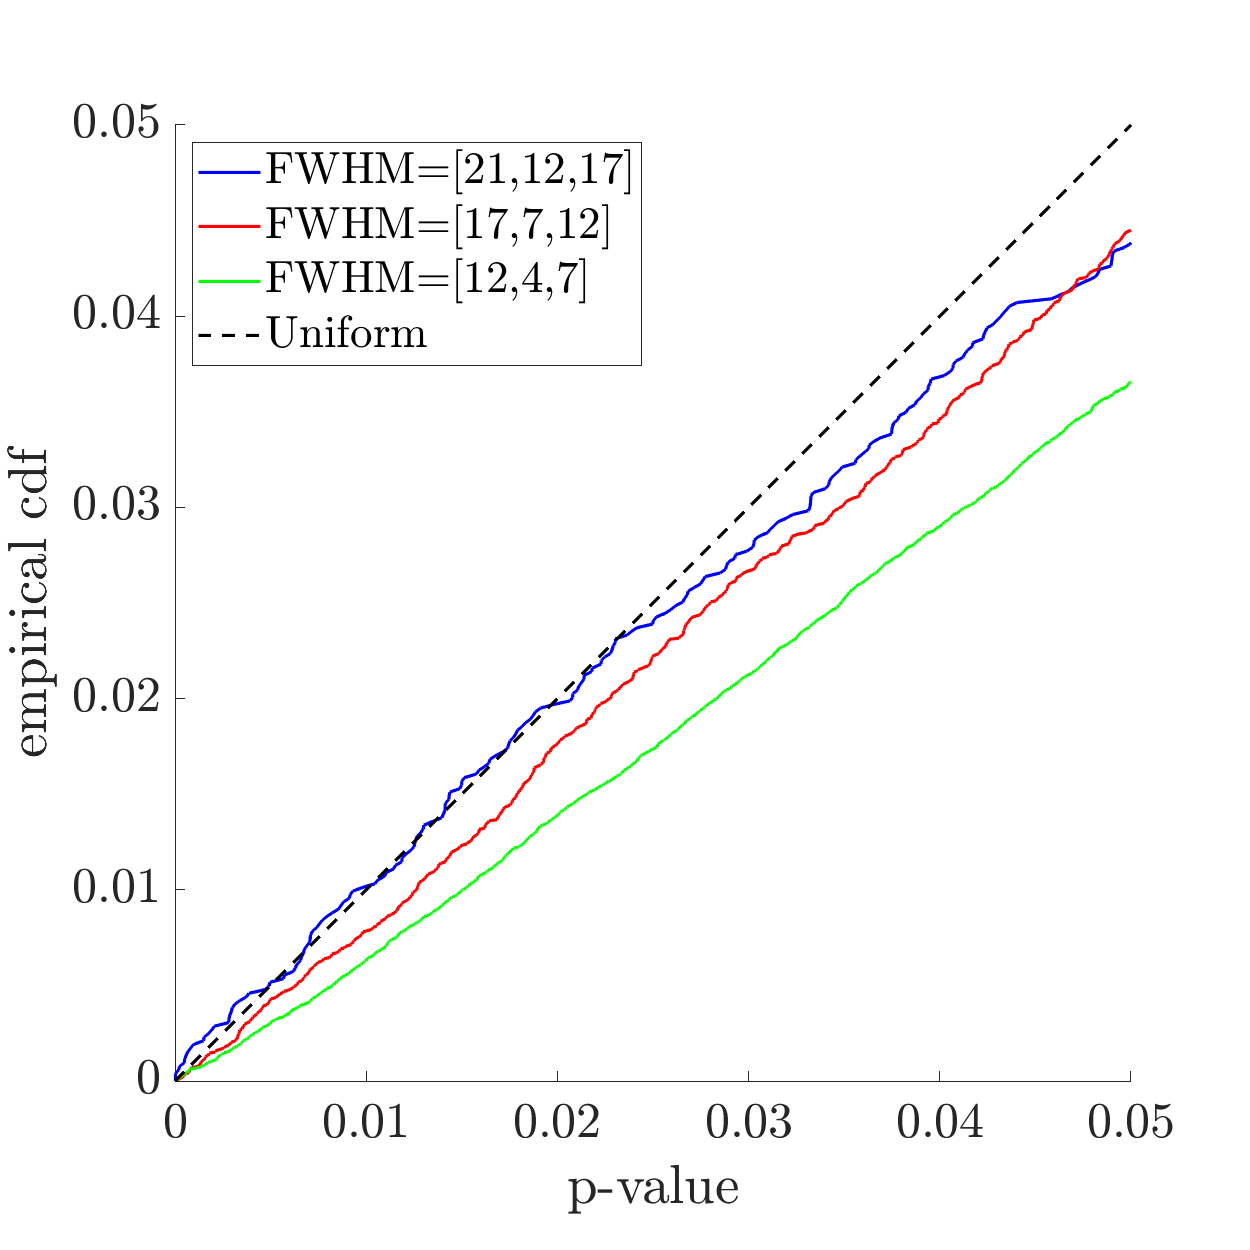 0.05
0.04
0.03
0.02
0.01
0
empirical cdf
FWHM=[21,12,17]
FWHM=[17,7,12]
FWHM=[12,4,7]
Uniform
0 0.01 0.02 0.03 0.04 0.05
p-value